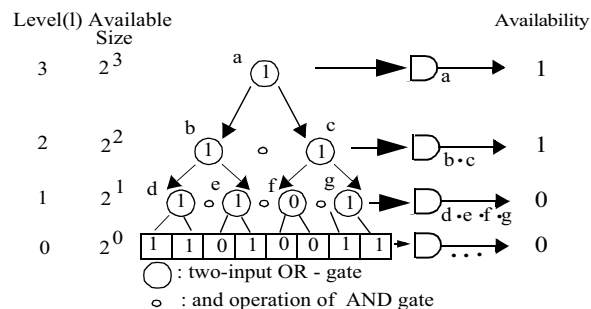 Level(l) Available Size Availability
a
3 2^3 1 a 1
b c
2 2^2 1 1 b · c 1
d e f g
1 2^1 1 1 0 1 d · e · f · g 0
0 2^0 1 1 0 1 0 0 1 1 . . . 0
: two-input OR - gate
: and operation of AND gate